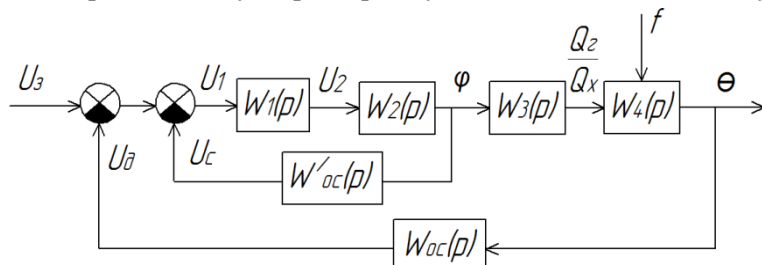 Uз
U1
W1(p)
U2
W2(p)
φ
W3(p)
Qг
Qх
f
W4(p)
Θ
Uд
Uс
W′ос(p)
Wос(p)